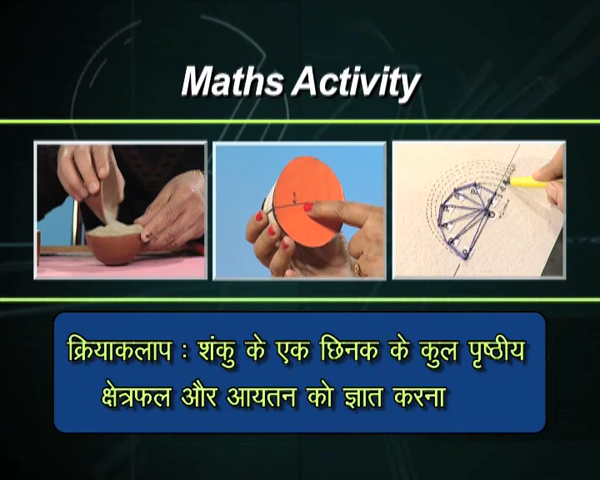 Maths Activity
क्रियाकलाप : शंकु के एक छिनक के कुल पृष्ठीय
क्षेत्रफल और आयतन को ज्ञात करना